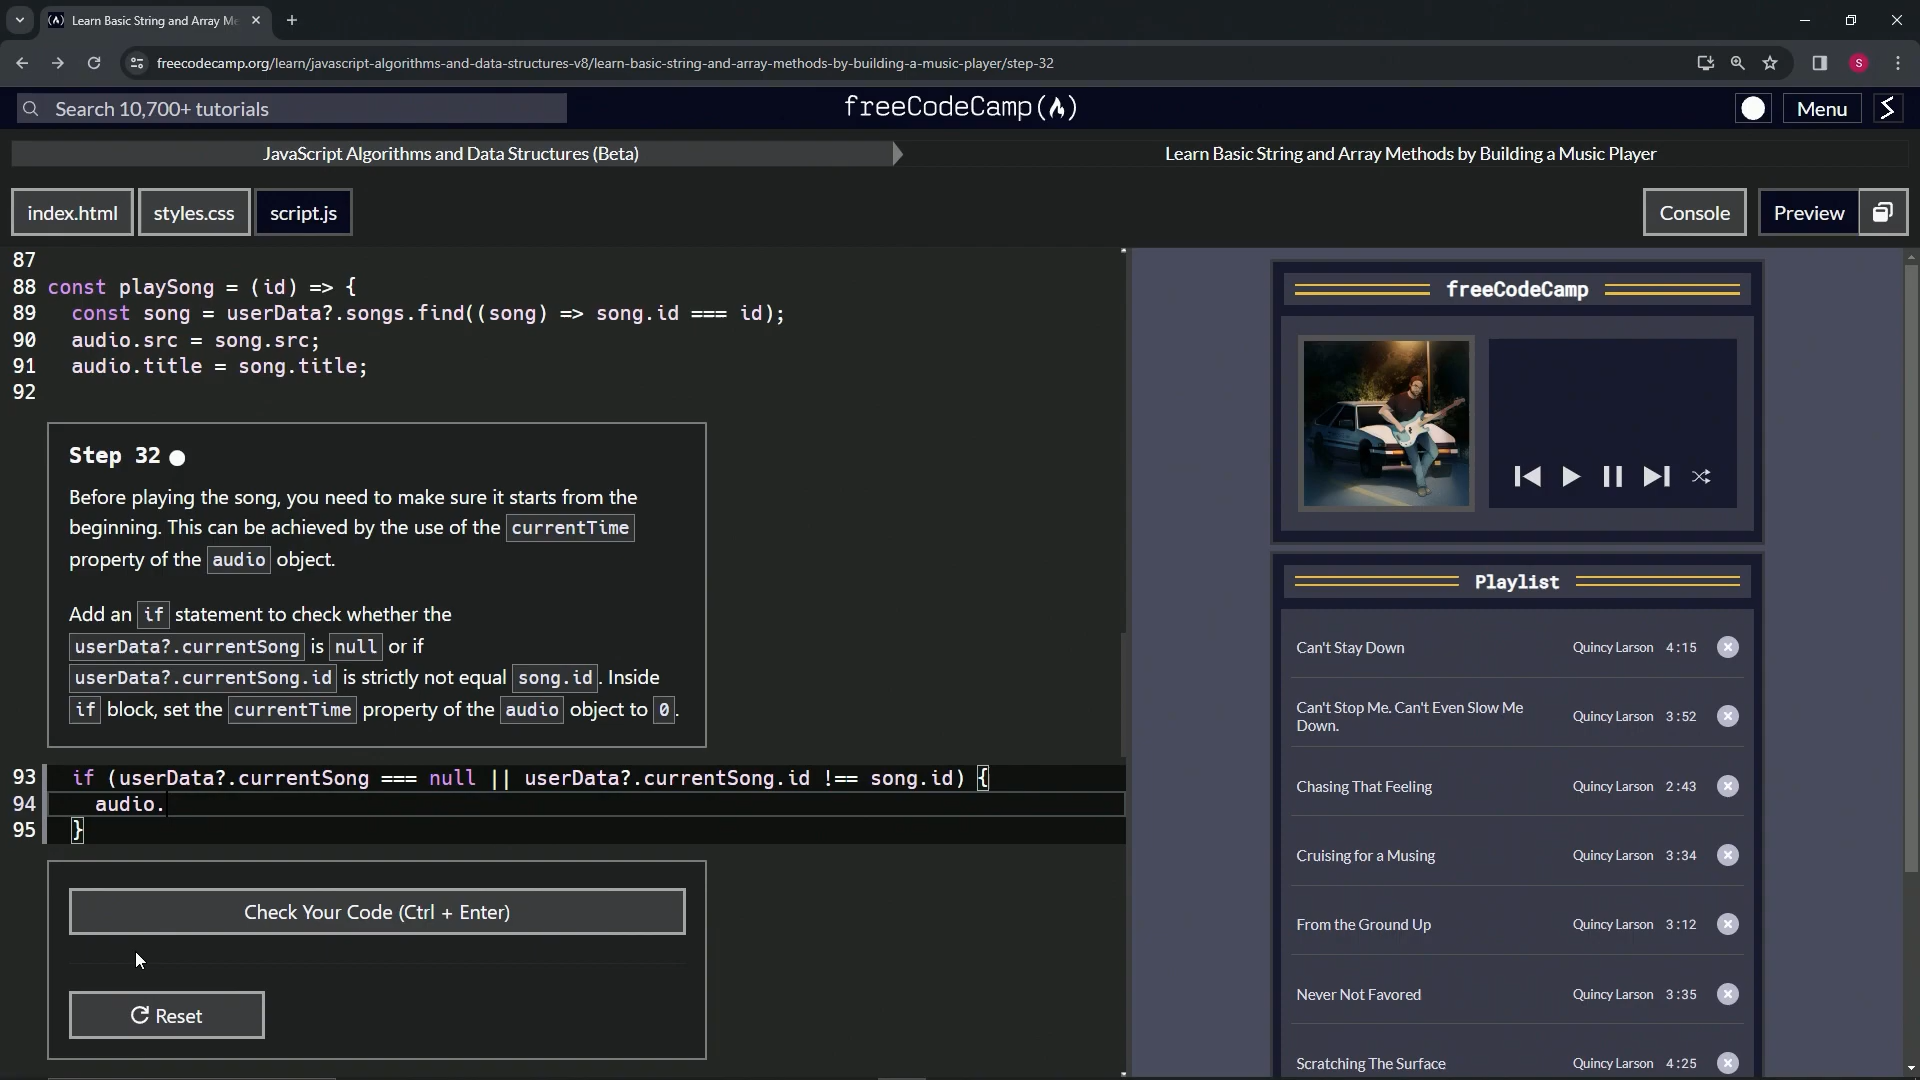 Learn Basic String and Array Me
freecodecamp.org/learn/javascript-algorithms-and-data-structures-v8/learn-basic-string-and-array-methods-by-building-a-music-player/step-32
S
Search 10,700+ tutorials
freeCodeCamp(🔥)
Menu
JavaScript Algorithms and Data Structures (Beta)
Learn Basic String and Array Methods by Building a Music Player
index.html
styles.css
script.js
Console
Preview
87
88 const playSong = (id) => {
89 const song = userData?.songs.find((song) => song.id === id);
90 audio.src = song.src;
91 audio.title = song.title;
92
Step 32
Before playing the song, you need to make sure it starts from the
beginning. This can be achieved by the use of the currentTime
property of the audio object.
Add an if statement to check whether the
userData?.currentSong is null or if
userData?.currentSong.id is strictly not equal song.id. Inside
if block, set the currentTime property of the audio object to 0.
93 if (userData?.currentSong === null || userData?.currentSong.id !== song.id) {
94 audio.
95 }
Check Your Code (Ctrl + Enter)
Reset
freeCodeCamp
Playlist
Can't Stay Down Quincy Larson 4:15
Can't Stop Me. Can't Even Slow Me
Down. Quincy Larson 3:52
Chasing That Feeling Quincy Larson 2:43
Cruising for a Musing Quincy Larson 3:34
From the Ground Up Quincy Larson 3:12
Never Not Favored Quincy Larson 3:35
Scratching The Surface Quincy Larson 4:25